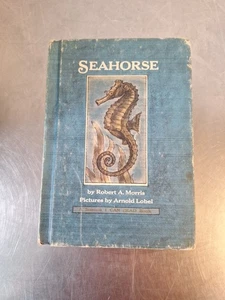 SEAHORSE
by Robert A. Morris
Pictures by Arnold Lobel